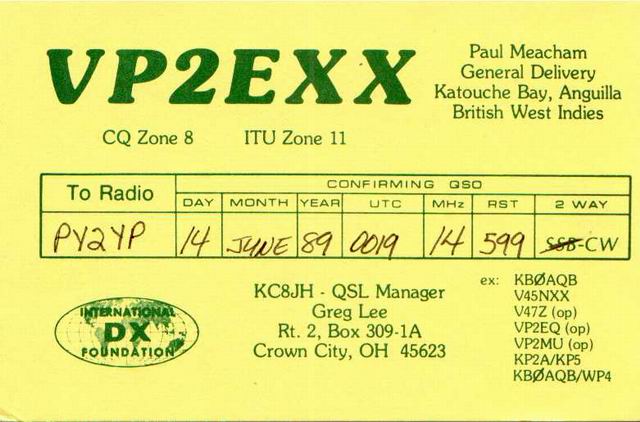 VP2EXX
Paul Meacham
General Delivery
Katouche Bay, Anguilla
British West Indies
CQ Zone 8 ITU Zone 11
To Radio CONFIRMING QSO
DAY MONTH YEAR UTC MHz RST 2 WAY
PY2YP 14 JUNE 89 0019 14 599 SSB-CW
INTERNATIONAL
DX
FOUNDATION
KC8JH - QSL Manager
Greg Lee
Rt. 2, Box 309-1A
Crown City, OH 45623
ex: KBØAQB
V45NXX
V47Z (op)
VP2EQ (op)
VP2MU (op)
KP2A/KP5
KBØAQB/WP4